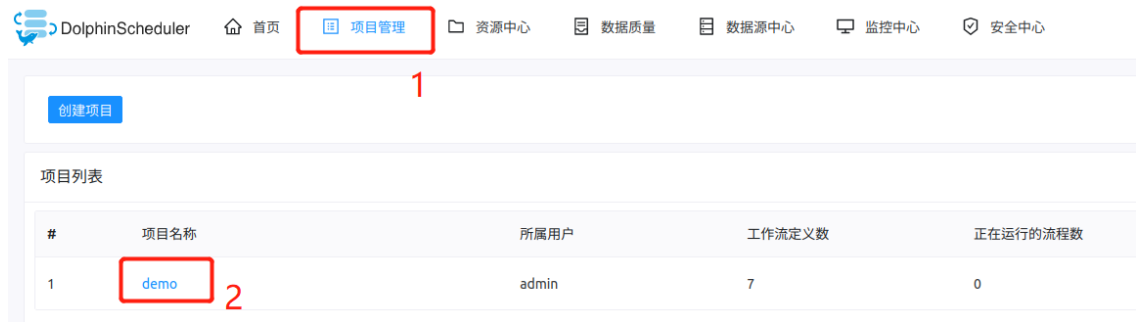 DolphinScheduler 首页 项目管理 资源中心 数据质量 数据源中心 监控中心 安全中心
1
创建项目
项目列表
# 项目名称 所属用户 工作流定义数 正在运行的流程数
1 demo admin 7 0
2